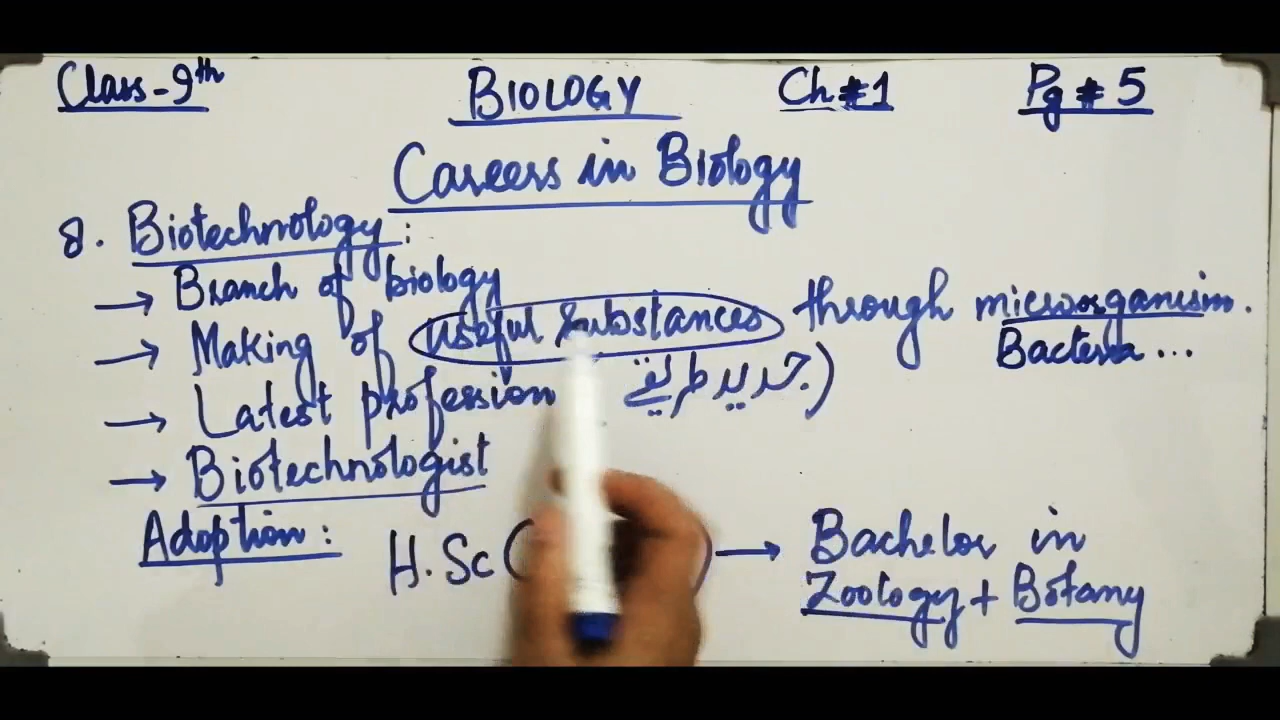 Class-9th BIOLOGY Ch#1 Pg#5
Careers in Biology
8. Biotechnology:
→ Branch of biology
→ Making of useful substances through microorganism.
Bacteria ...
→ Latest profession جدید طریقے)
→ Biotechnologist
Adoption: H.Sc ( ) → Bachelor in
Zoology + Botany